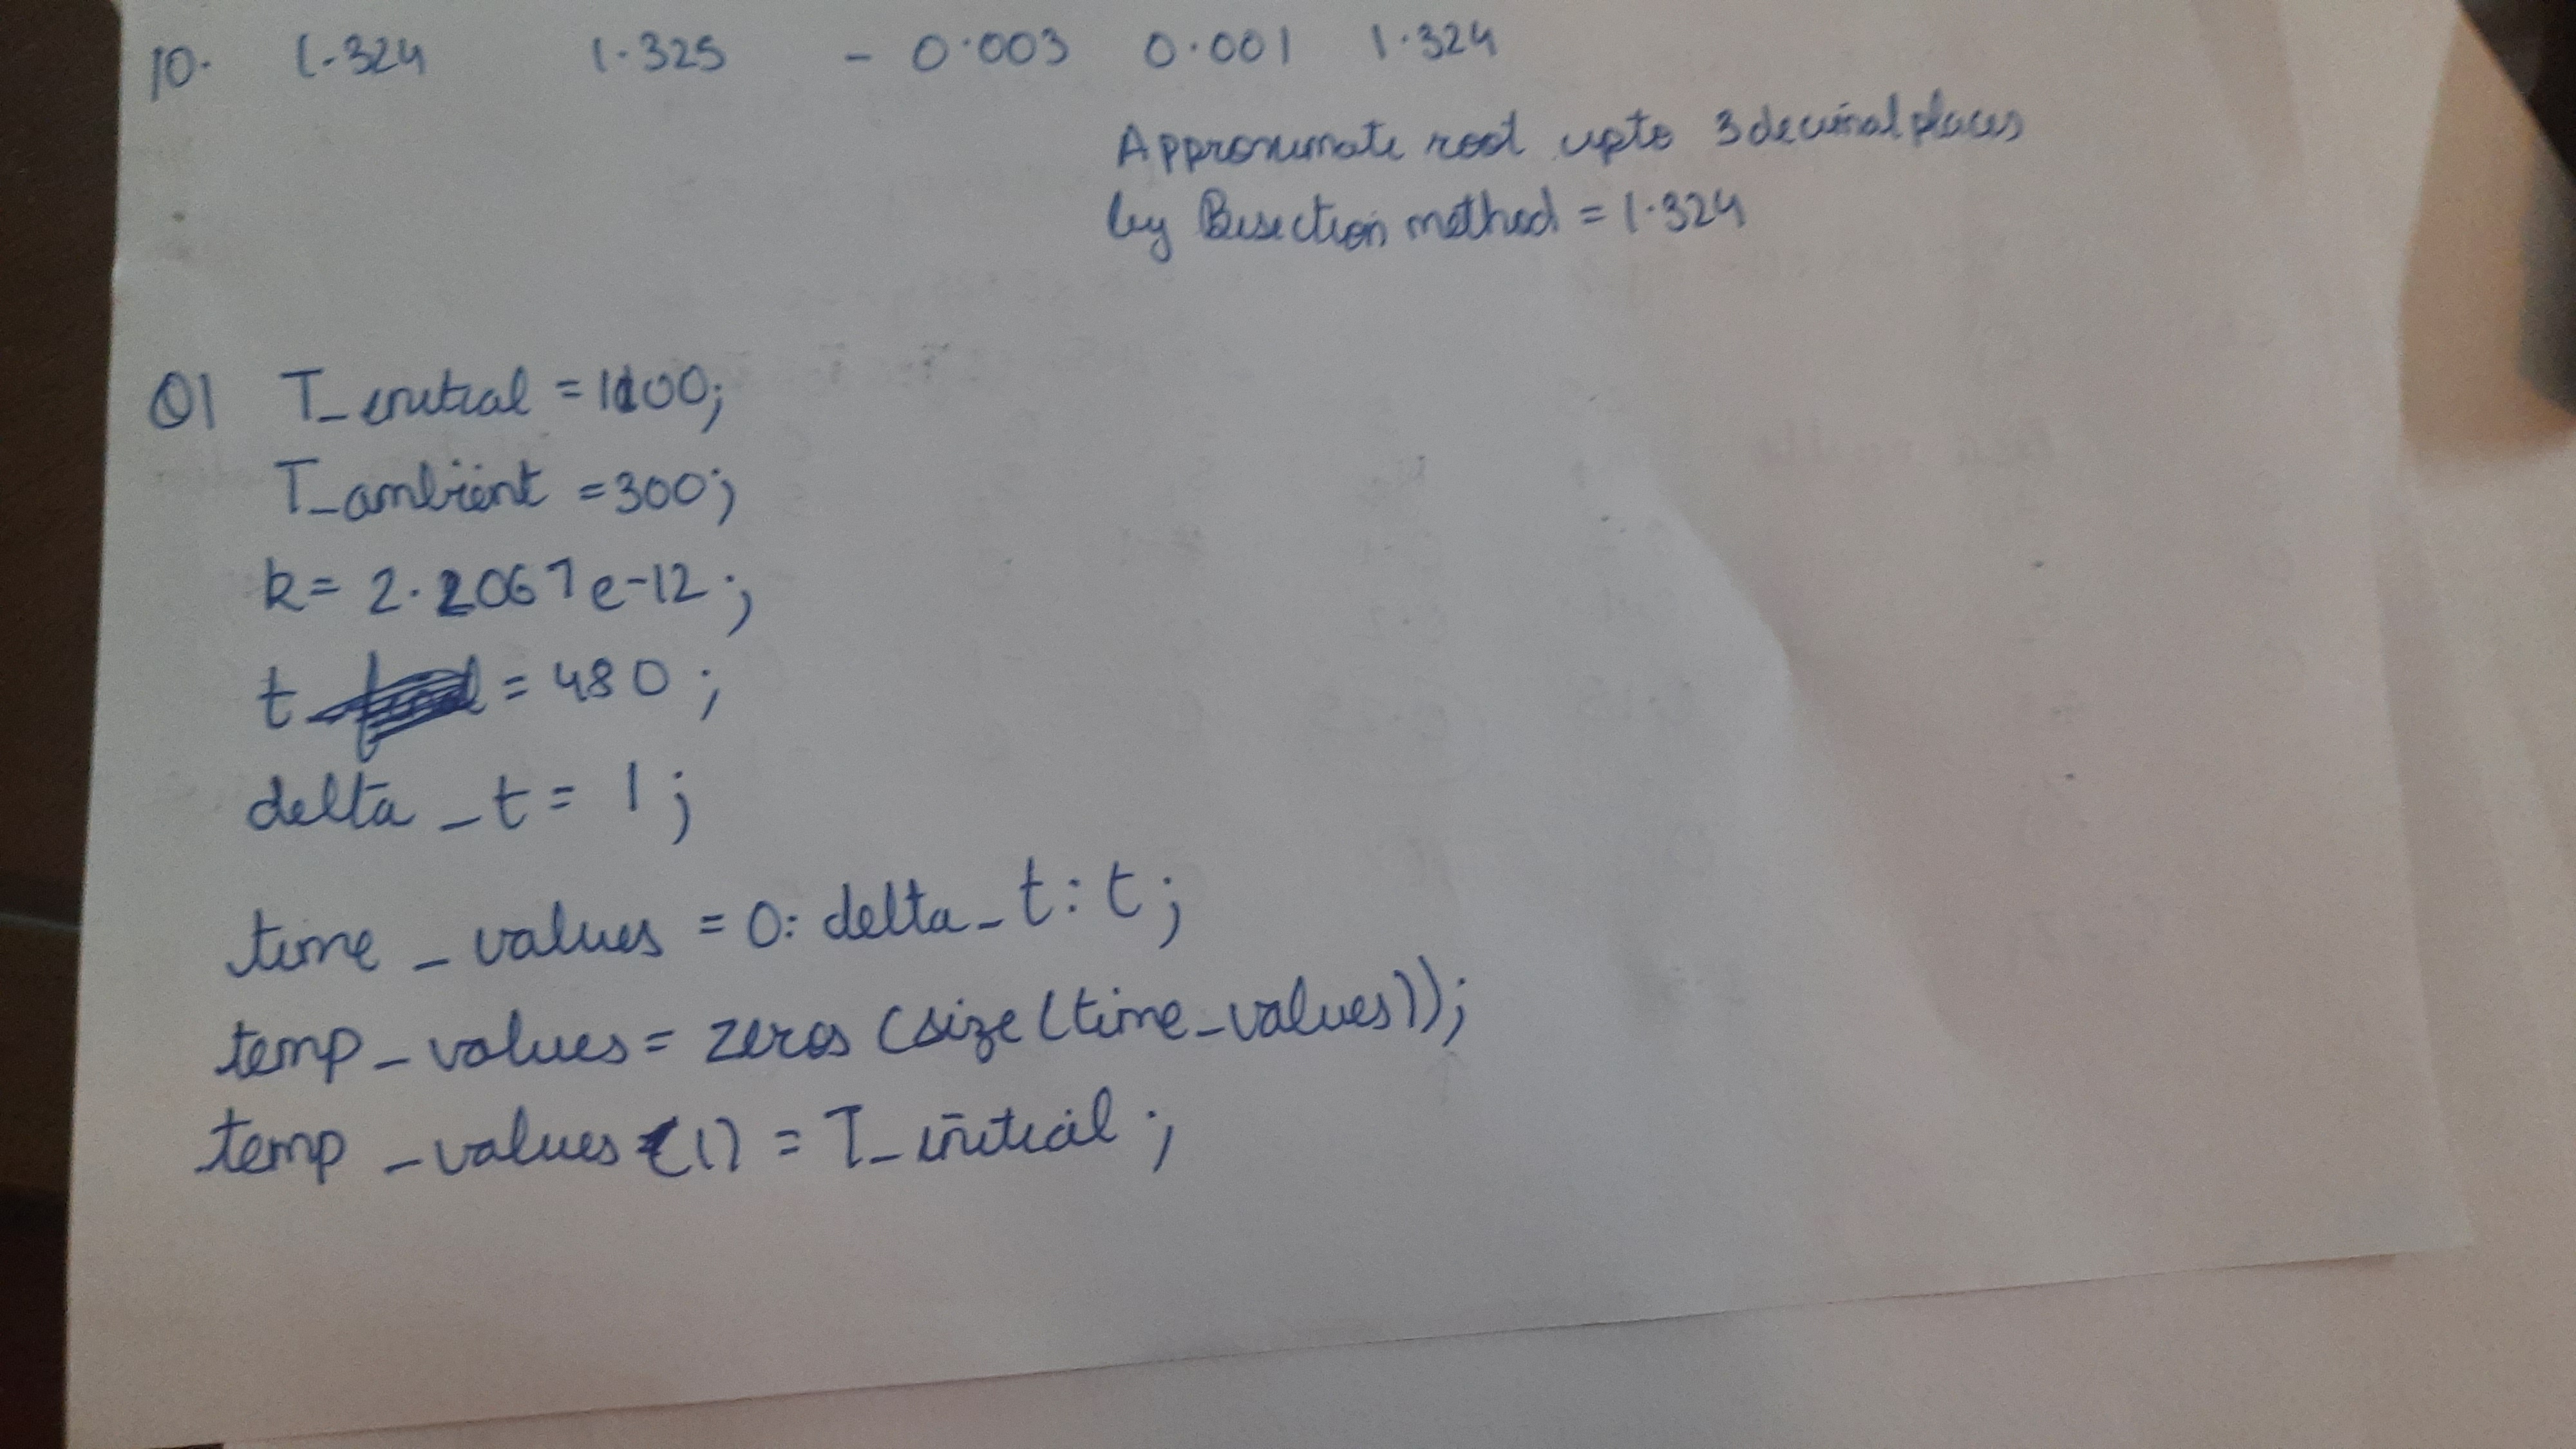 10. 1.324 1.325 - 0.003 0.001 1.324
Approximate root upto 3 decimal places
by Bisection method = 1.324
Q1 T_initial = 1100;
T_ambient = 300;
k = 2.2067e-12;
t = 480;
delta_t = 1;
time_values = 0:delta_t:t;
temp_values = zeros(size(time_values));
temp_values(1) = T_initial;